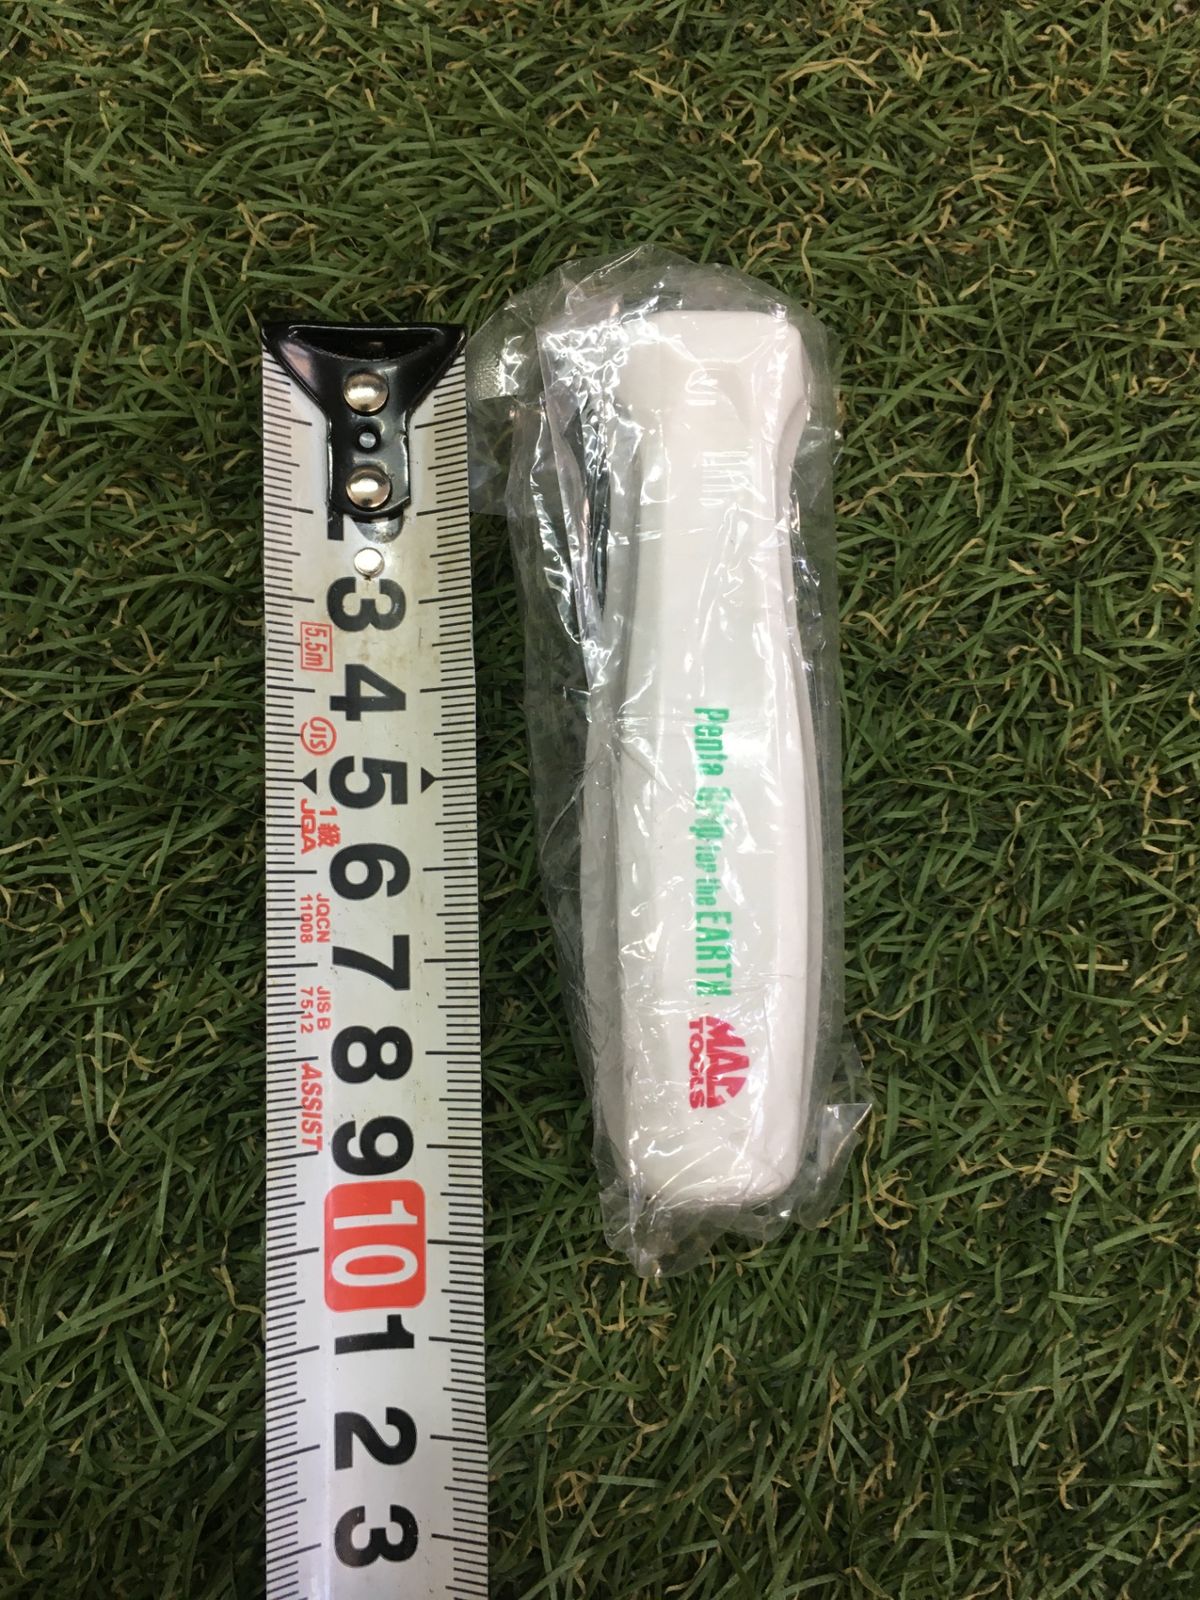 2
3
4
5
6
7
8
9
10
1
2
3
5.5m
JIS
1級
JQA
JQCN
11008
JIS B
7512
ASSIST
Penta Grip for the EARTH
MAC
TOOLS